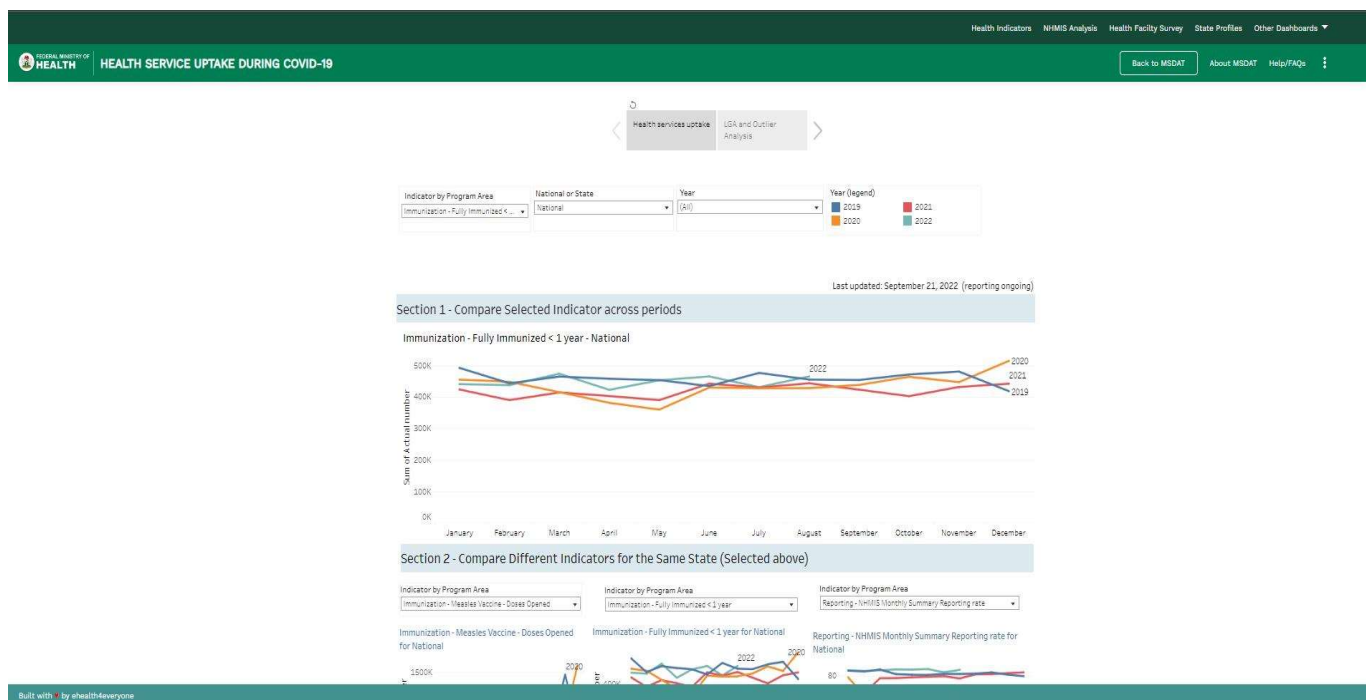 Health Indicators NHMIS Analysis Health Facility Survey State Profiles Other Dashboards
FEDERAL MINISTRY OF
HEALTH
HEALTH SERVICE UPTAKE DURING COVID-19
Back to MSDAT About MSDAT Help/FAQs
Health services uptake
LGA and Outlier
Analysis
Indicator by Program Area
Immunization - Fully Immunized < ...
National or State
National
Year
(All)
Year (legend)
2019
2021
2020
2022
Last updated: September 21, 2022 (reporting ongoing)
Section 1 - Compare Selected Indicator across periods
Immunization - Fully Immunized < 1 year - National
Sum of Actual number
500K
400K
300K
200K
100K
0K
2022
2020
2021
2019
January February March April May June July August September October November December
Section 2 - Compare Different Indicators for the Same State (Selected above)
Indicator by Program Area
Immunization - Measles Vaccine - Doses Opened
Indicator by Program Area
Immunization - Fully Immunized < 1 year
Indicator by Program Area
Reporting - NHMIS Monthly Summary Reporting rate
Immunization - Measles Vaccine - Doses Opened
for National
1500K
2020
Immunization - Fully Immunized < 1 year for National
2022
2020
Reporting - NHMIS Monthly Summary Reporting rate for
National
80
Built with by ehealth4everyone